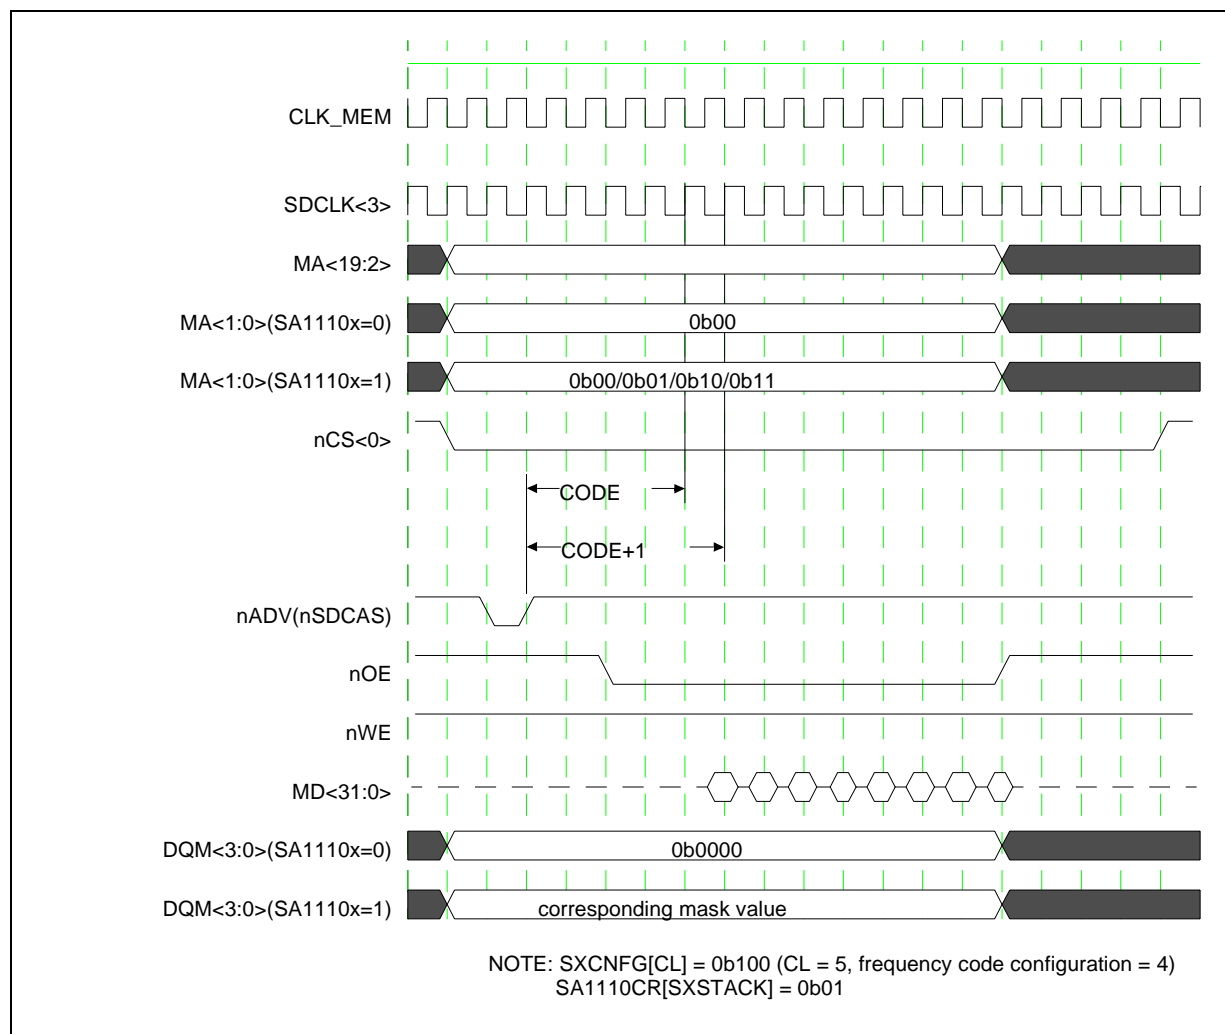 CLK_MEM
SDCLK<3>
MA<19:2>
MA<1:0>(SA1110x=0)
0b00
MA<1:0>(SA1110x=1)
0b00/0b01/0b10/0b11
nCS<0>
CODE
CODE+1
nADV(nSDCAS)
nOE
nWE
MD<31:0>
DQM<3:0>(SA1110x=0)
0b0000
DQM<3:0>(SA1110x=1)
corresponding mask value
NOTE: SXCNFG[CL] = 0b100 (CL = 5, frequency code configuration = 4)
SA1110CR[SXSTACK] = 0b01